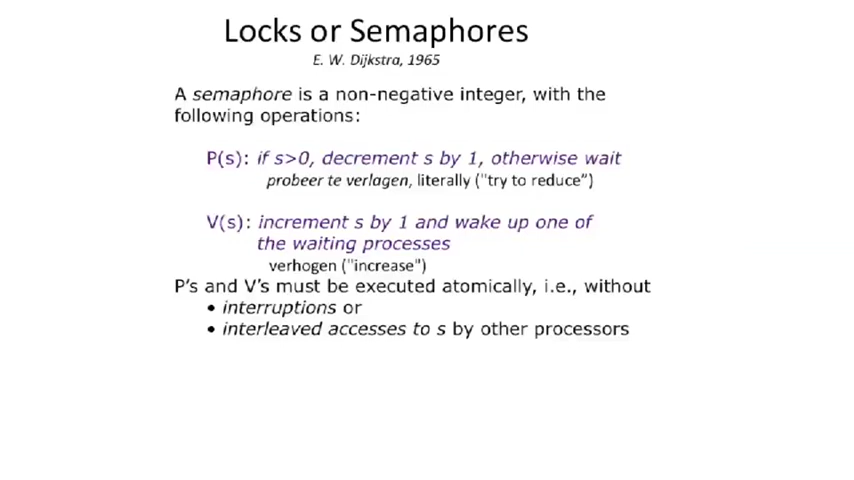 Locks or Semaphores
E. W. Dijkstra, 1965
A semaphore is a non-negative integer, with the
following operations:
P(s): if s>0, decrement s by 1, otherwise wait
probeer te verlagen, literally ("try to reduce")
V(s): increment s by 1 and wake up one of
the waiting processes
verhogen ("increase")
P's and V's must be executed atomically, i.e., without
• interruptions or
• interleaved accesses to s by other processors